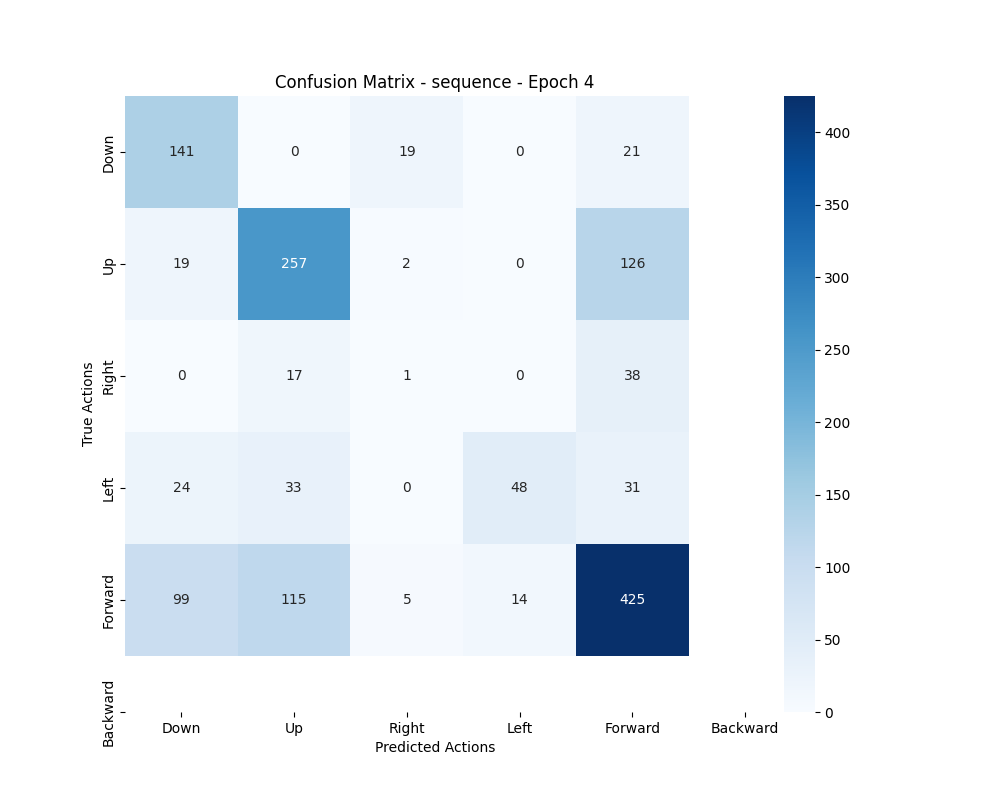 Confusion Matrix - sequence - Epoch 4
Down 141 0 19 0 21
Up 19 257 2 0 126
Right 0 17 1 0 38
Left 24 33 0 48 31
Forward 99 115 5 14 425
Backward
True Actions
Down Up Right Left Forward Backward
Predicted Actions
400
350
300
250
200
150
100
50
0